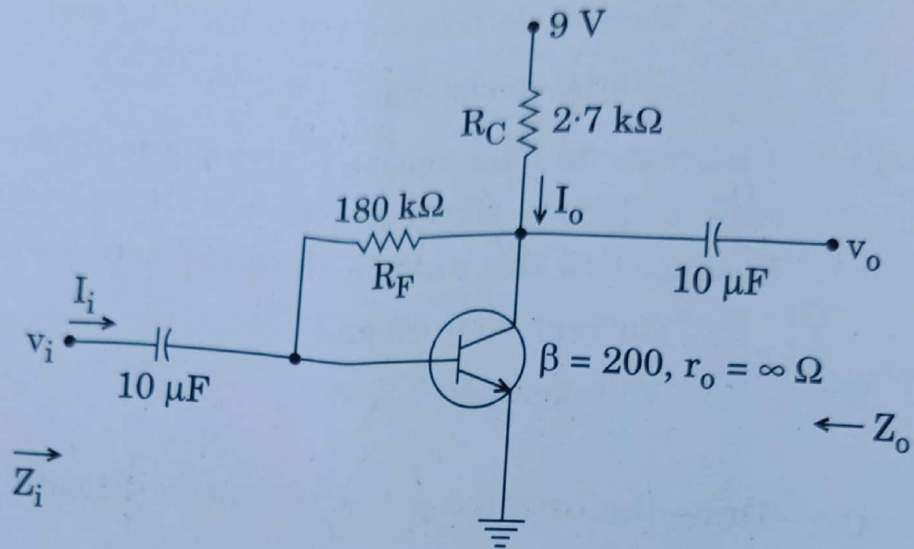 9 V
R_C 2·7 kΩ
I_o
180 kΩ
R_F
v_o
10 μF
I_i
v_i
10 μF
β = 200, r_o = ∞ Ω
Z_o
Z_i